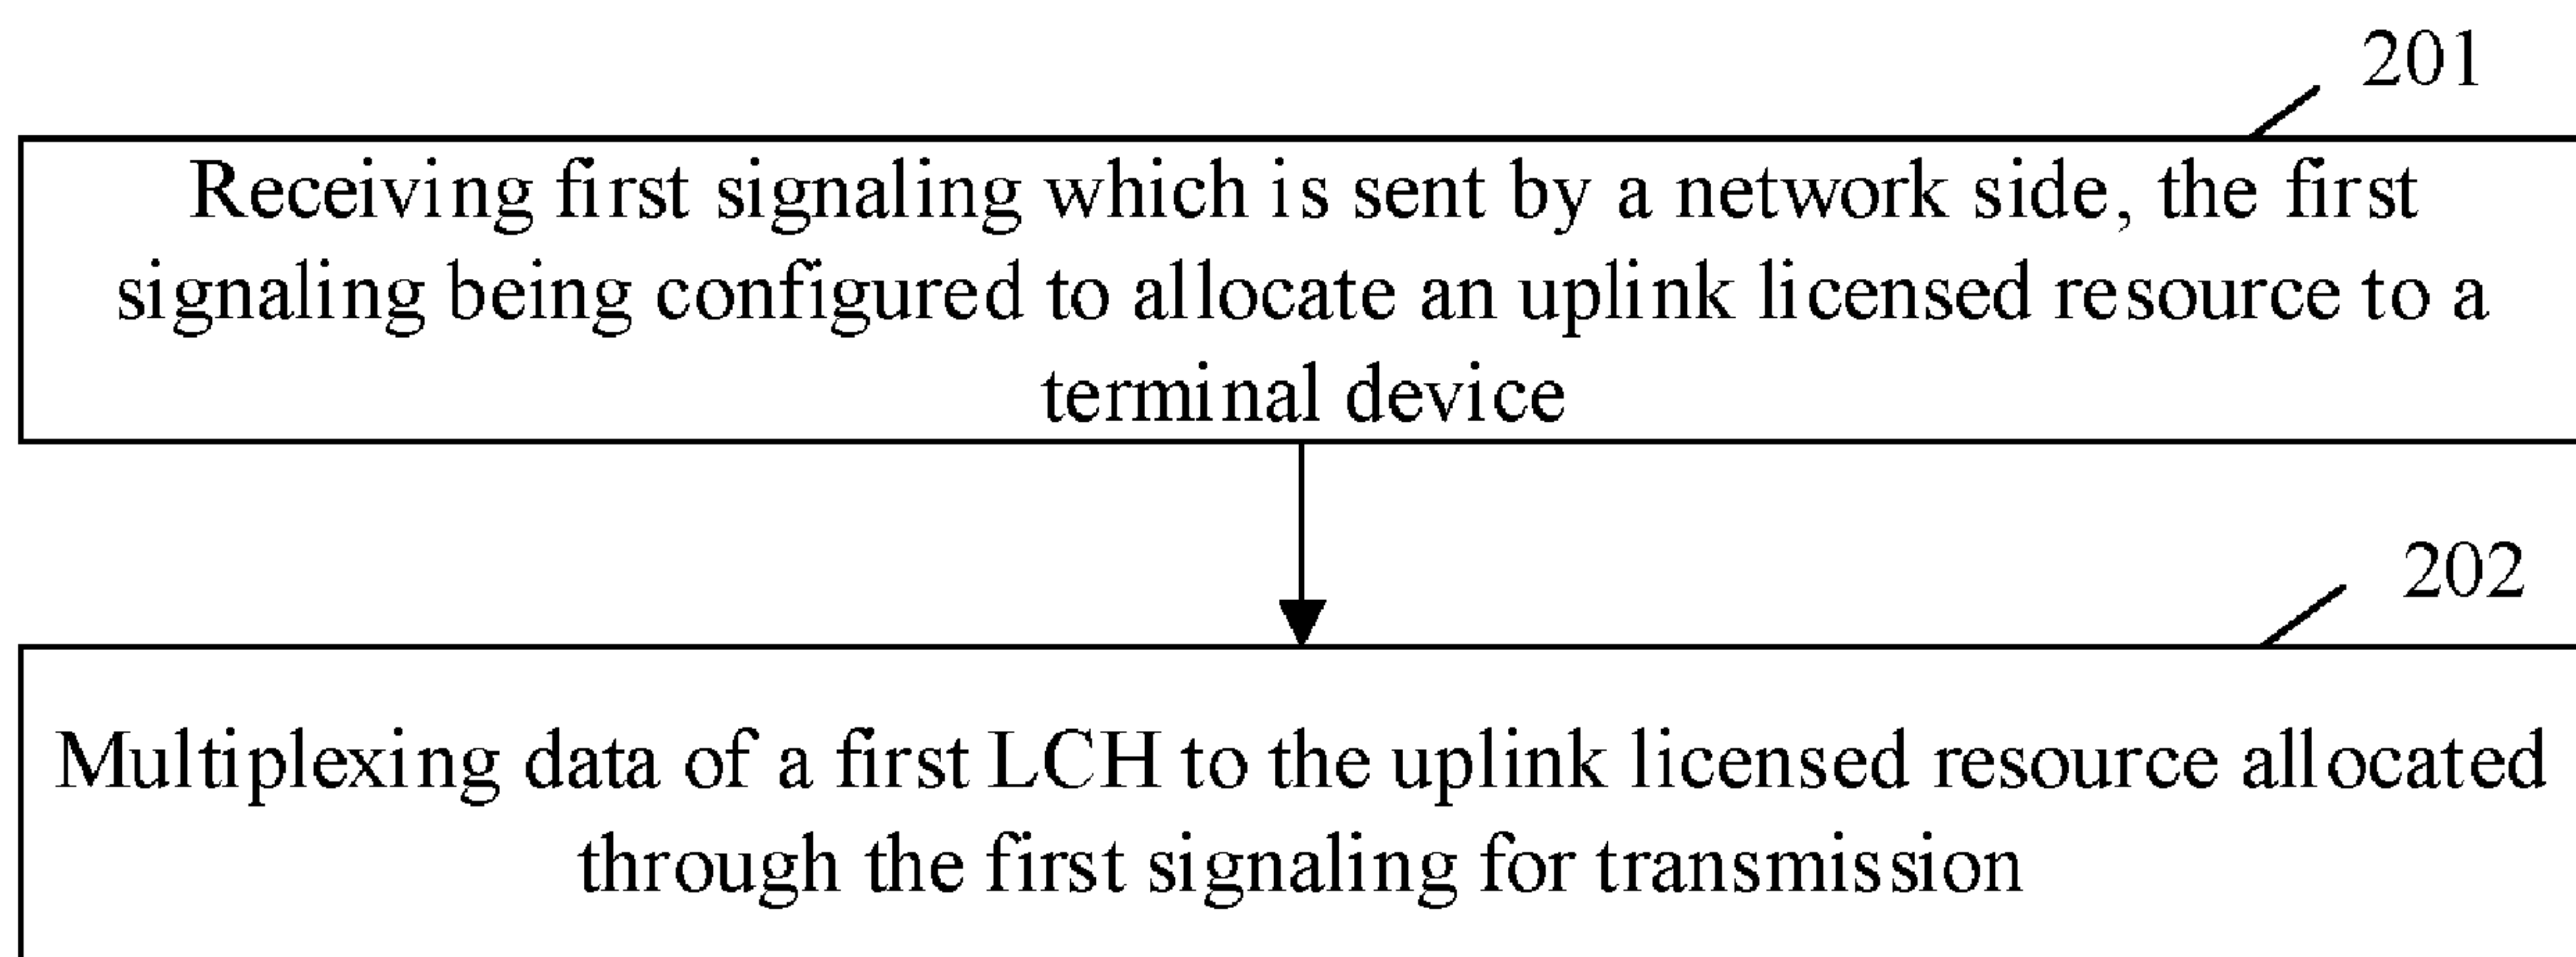 201
Receiving first signaling which is sent by a network side, the first
signaling being configured to allocate an uplink licensed resource to a
terminal device
202
Multiplexing data of a first LCH to the uplink licensed resource allocated
through the first signaling for transmission